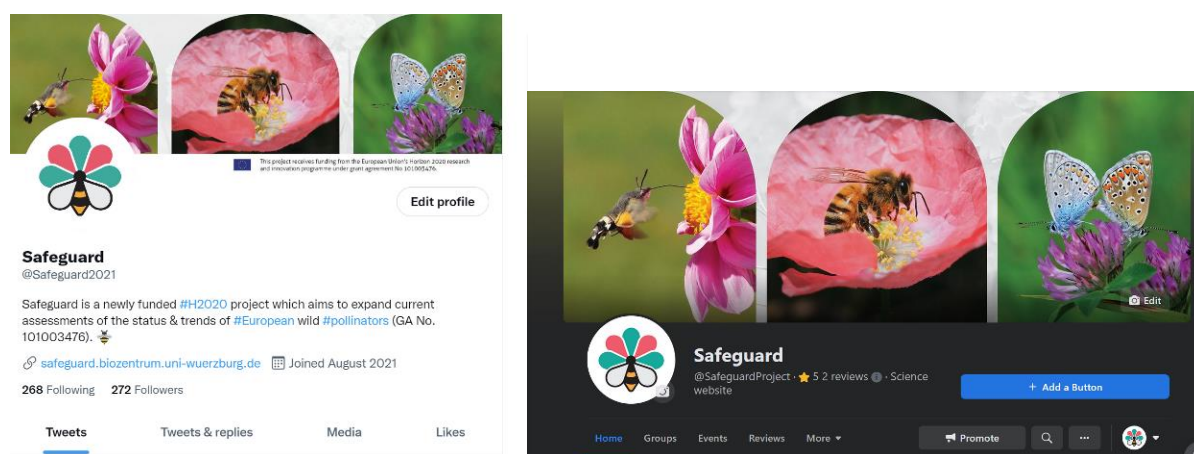 This project receives funding from the European Union's Horizon 2020 research
and innovation programme under grant agreement No 101003476.
Edit profile
Safeguard
@Safeguard2021
Safeguard is a newly funded #H2020 project which aims to expand current
assessments of the status & trends of #European wild #pollinators (GA No.
101003476).
safeguard.biozentrum.uni-wuerzburg.de Joined August 2021
268 Following 272 Followers
Tweets Tweets & replies Media Likes
Edit
Safeguard
@SafeguardProject · 5 2 reviews · Science
website
+ Add a Button
Home Groups Events Reviews More Promote